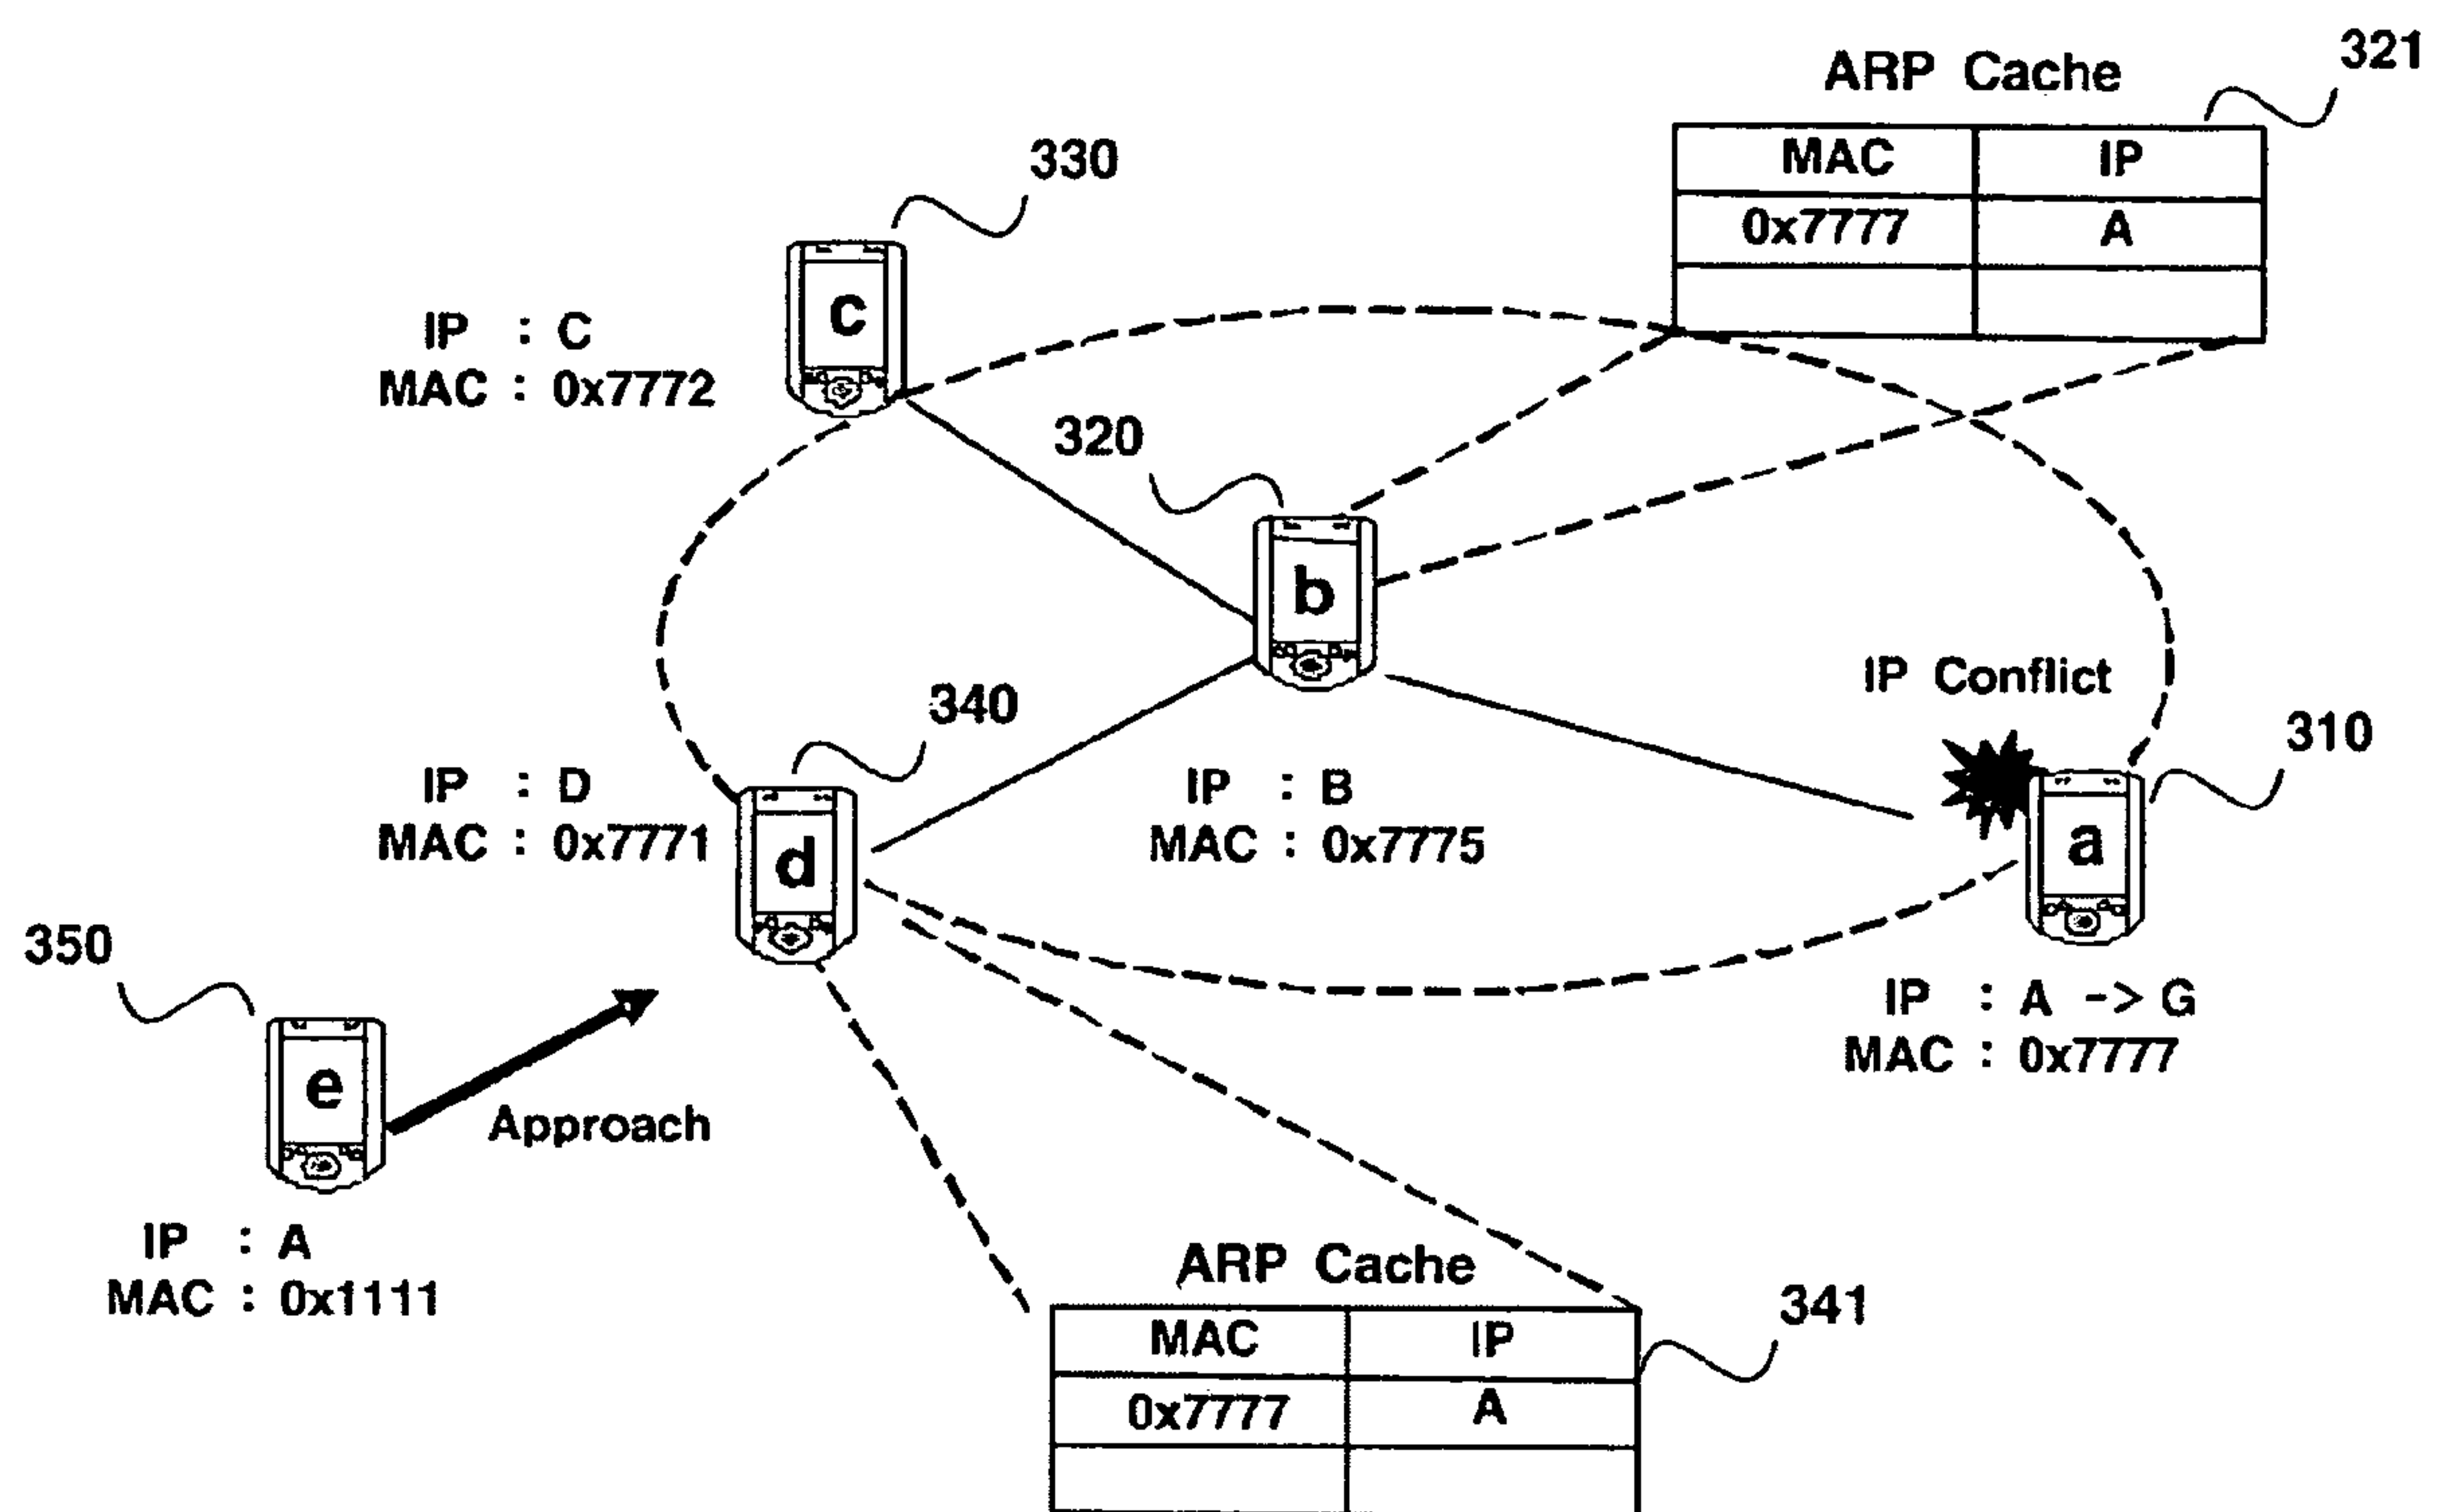 321
ARP Cache
MAC IP
0x7777 A
330
c
IP : C
MAC : 0x7772
320
b
IP Conflict
340
310
IP : D
MAC : 0x7771
d
IP : B
MAC : 0x7775
a
350
IP : A -> G
MAC : 0x7777
e
Approach
IP : A
MAC : 0x1111
ARP Cache
341
MAC IP
0x7777 A